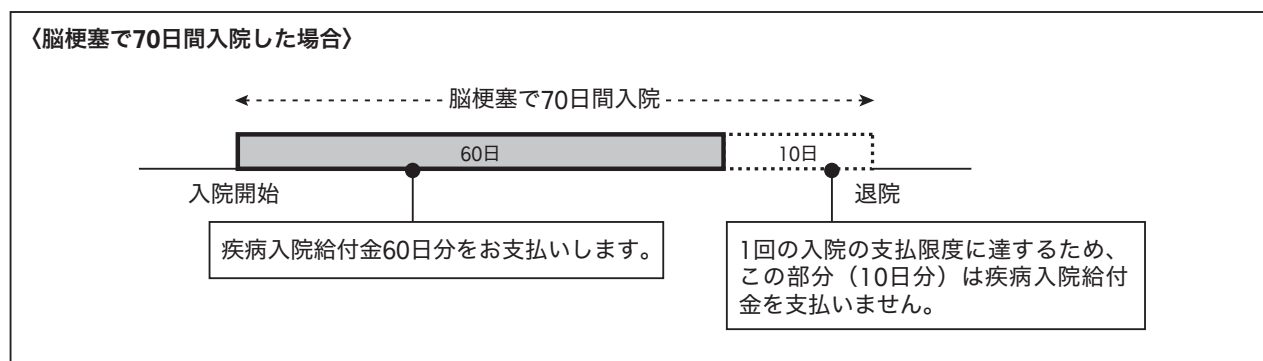 〈脳梗塞で70日間入院した場合〉
脳梗塞で70日間入院
60日
10日
入院開始
退院
疾病入院給付金60日分をお支払いします。
1回の入院の支払限度に達するため、
この部分（10日分）は疾病入院給付
金を支払いません。